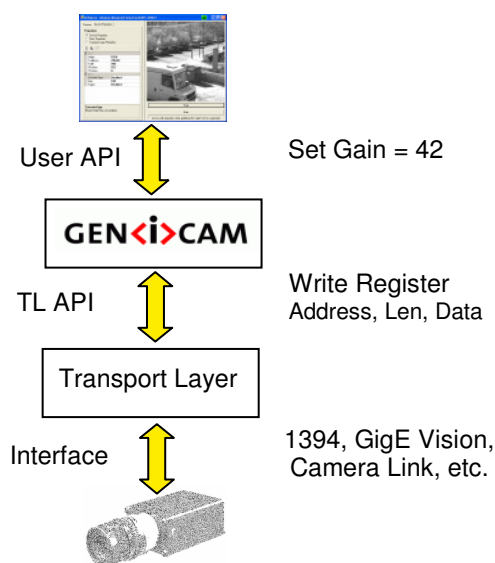 User API
Set Gain = 42
GEN<i>CAM
TL API
Write Register
Address, Len, Data
Transport Layer
Interface
1394, GigE Vision,
Camera Link, etc.